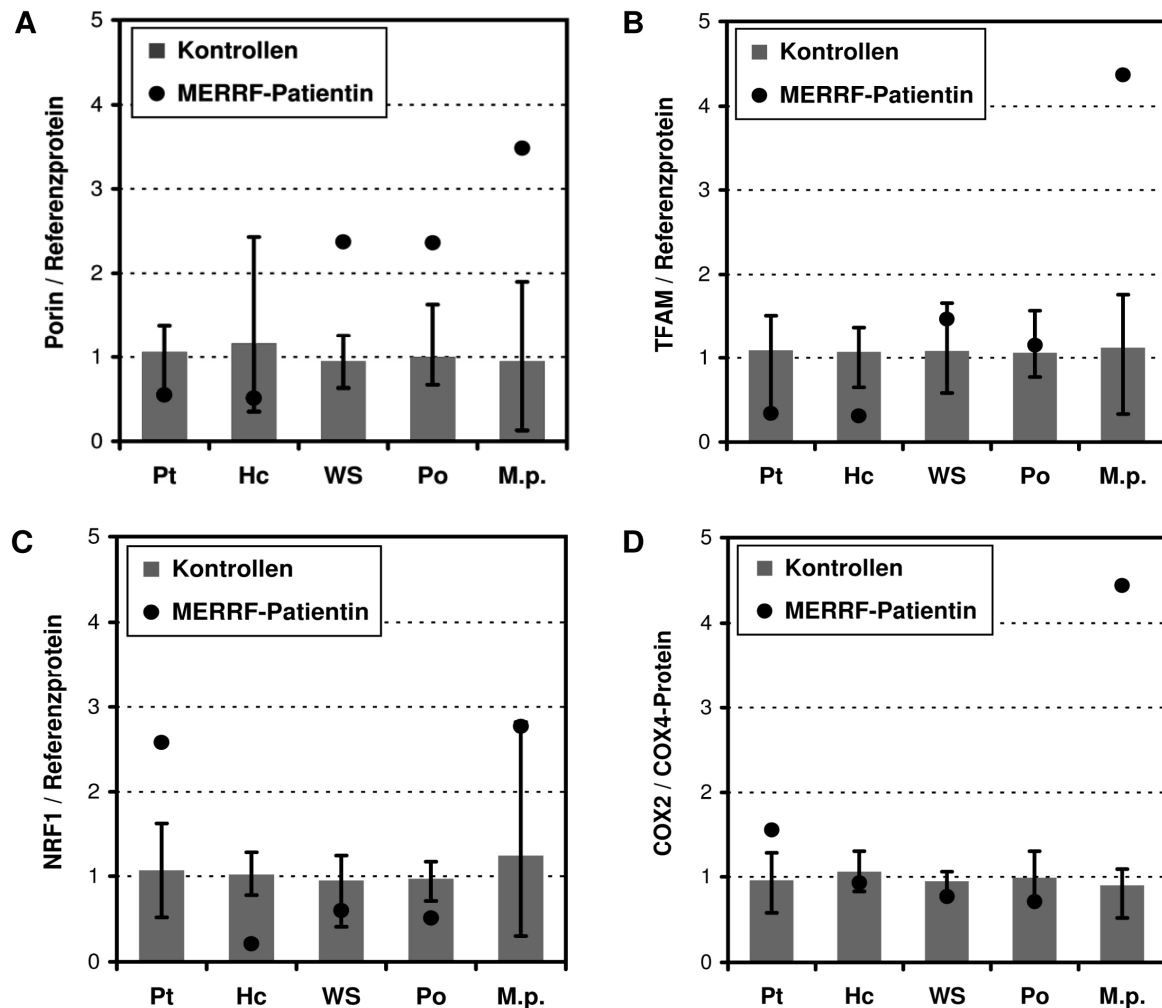 A
Kontrollen
MERRF-Patientin
Porin / Referenzprotein
5
4
3
2
1
0
Pt Hc WS Po M.p.
B
Kontrollen
MERRF-Patientin
TFAM / Referenzprotein
5
4
3
2
1
0
Pt Hc WS Po M.p.
C
Kontrollen
MERRF-Patientin
NRF1 / Referenzprotein
5
4
3
2
1
0
Pt Hc WS Po M.p.
D
Kontrollen
MERRF-Patientin
COX2 / COX4-Protein
5
4
3
2
1
0
Pt Hc WS Po M.p.